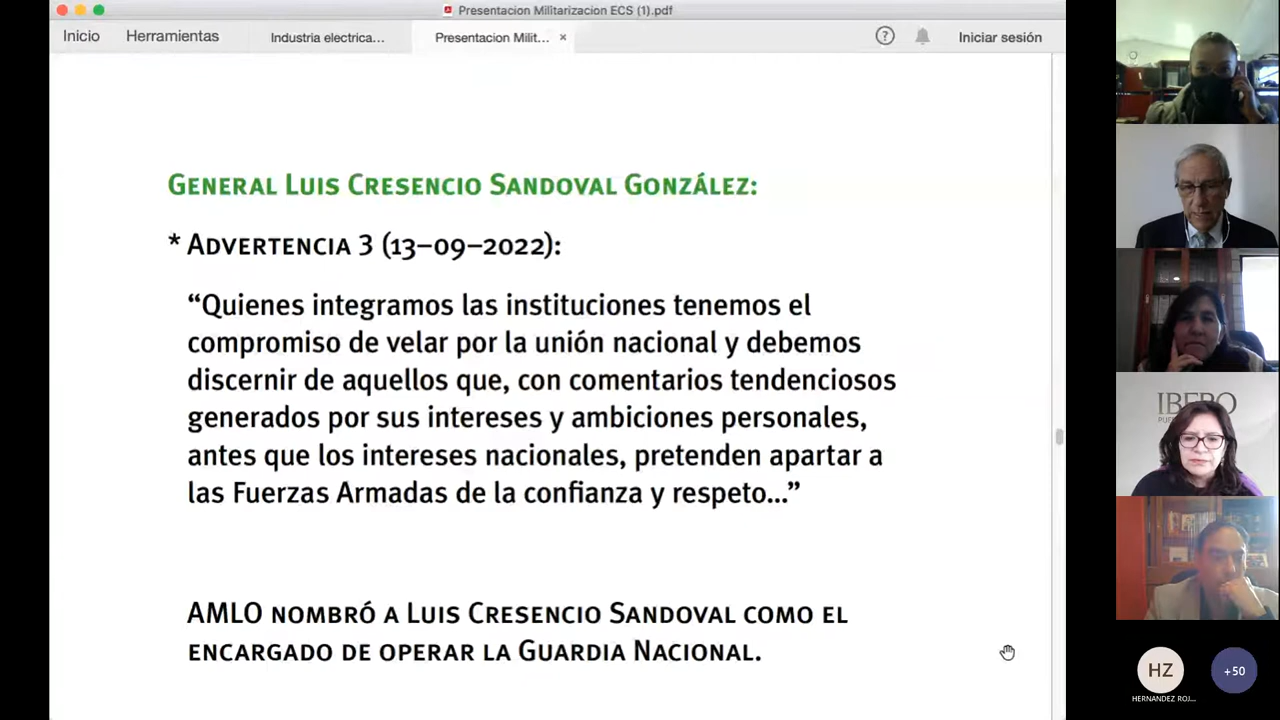 Presentacion Militarizacion ECS (1).pdf
Inicio
Herramientas
Industria electrica...
Presentacion Milit...
Iniciar sesión
GENERAL LUIS CRESENCIO SANDOVAL GONZÁLEZ:
* ADVERTENCIA 3 (13–09–2022):
“Quienes integramos las instituciones tenemos el
compromiso de velar por la unión nacional y debemos
discernir de aquellos que, con comentarios tendenciosos
generados por sus intereses y ambiciones personales,
antes que los intereses nacionales, pretenden apartar a
las Fuerzas Armadas de la confianza y respeto...”
AMLO NOMBRÓ A LUIS CRESENCIO SANDOVAL COMO EL
ENCARGADO DE OPERAR LA GUARDIA NACIONAL.
IBERO
HZ
+50
HERNANDEZ ROJ...